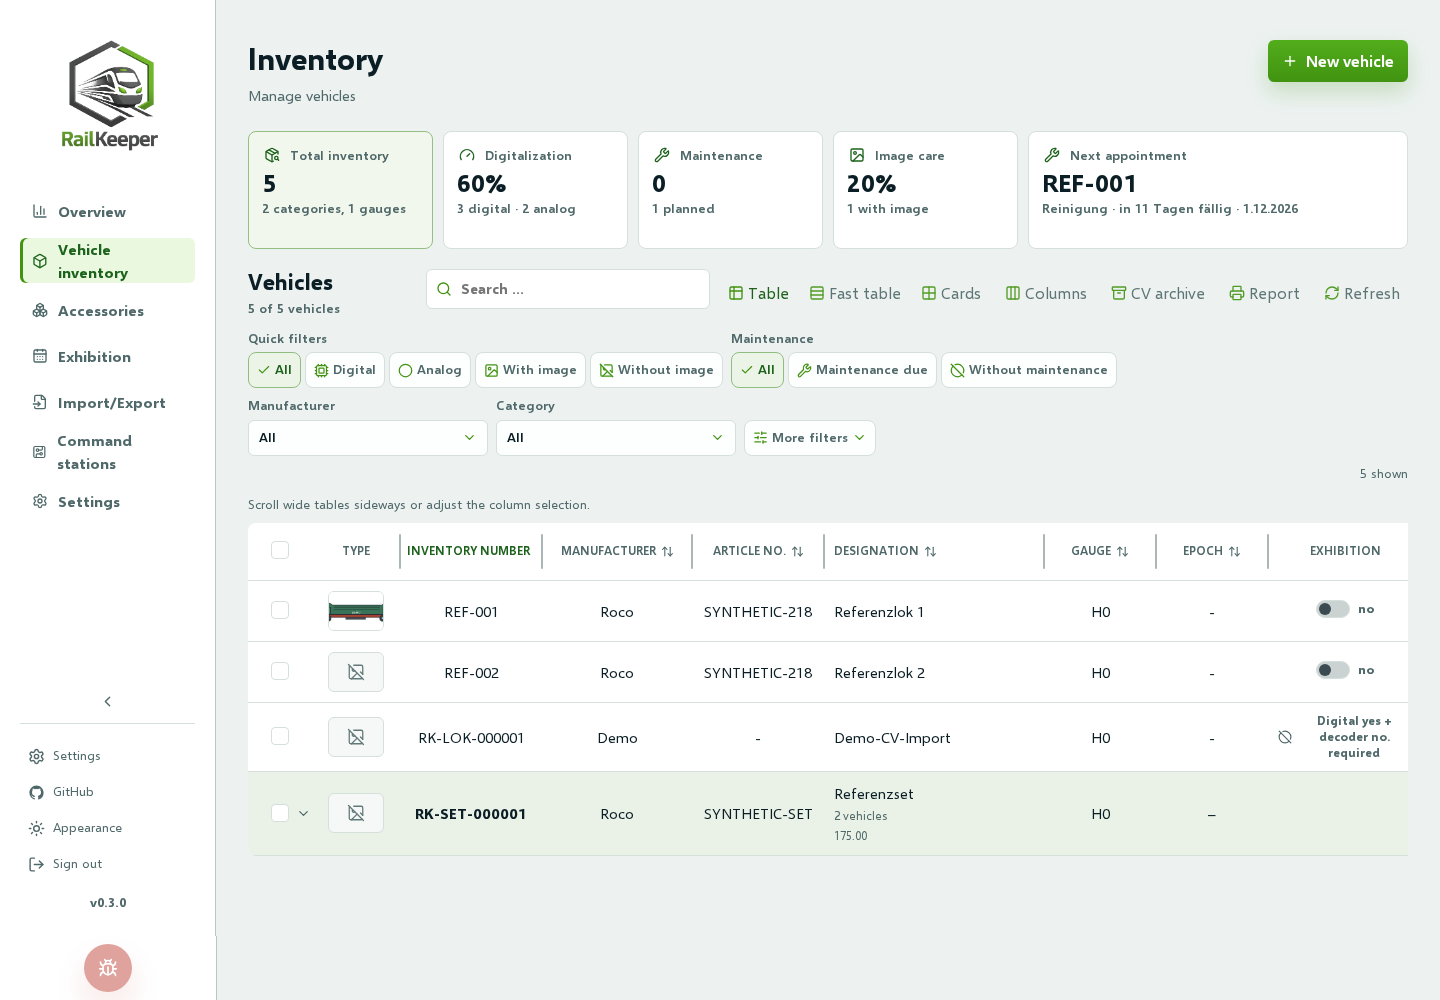 RailKeeper
Overview
Vehicle
inventory
Accessories
Exhibition
Import/Export
Command
stations
Settings
Settings
GitHub
Appearance
Sign out
v0.3.0
Inventory
Manage vehicles
New vehicle
Total inventory
5
2 categories, 1 gauges
Digitalization
60%
3 digital · 2 analog
Maintenance
0
1 planned
Image care
20%
1 with image
Next appointment
REF-001
Reinigung · in 11 Tagen fällig · 1.12.2026
Vehicles
5 of 5 vehicles
Search ...
Table Fast table Cards Columns CV archive Report Refresh
Quick filters
All Digital Analog With image Without image
Maintenance
All Maintenance due Without maintenance
Manufacturer
All
Category
All
More filters
5 shown
Scroll wide tables sideways or adjust the column selection.
TYPE INVENTORY NUMBER MANUFACTURER ARTICLE NO. DESIGNATION GAUGE EPOCH EXHIBITION
REF-001 Roco SYNTHETIC-218 Referenzlok 1 H0 - no
REF-002 Roco SYNTHETIC-218 Referenzlok 2 H0 - no
RK-LOK-000001 Demo - Demo-CV-Import H0 - Digital yes +
decoder no.
required
RK-SET-000001 Roco SYNTHETIC-SET Referenzset H0 –
2 vehicles
175.00